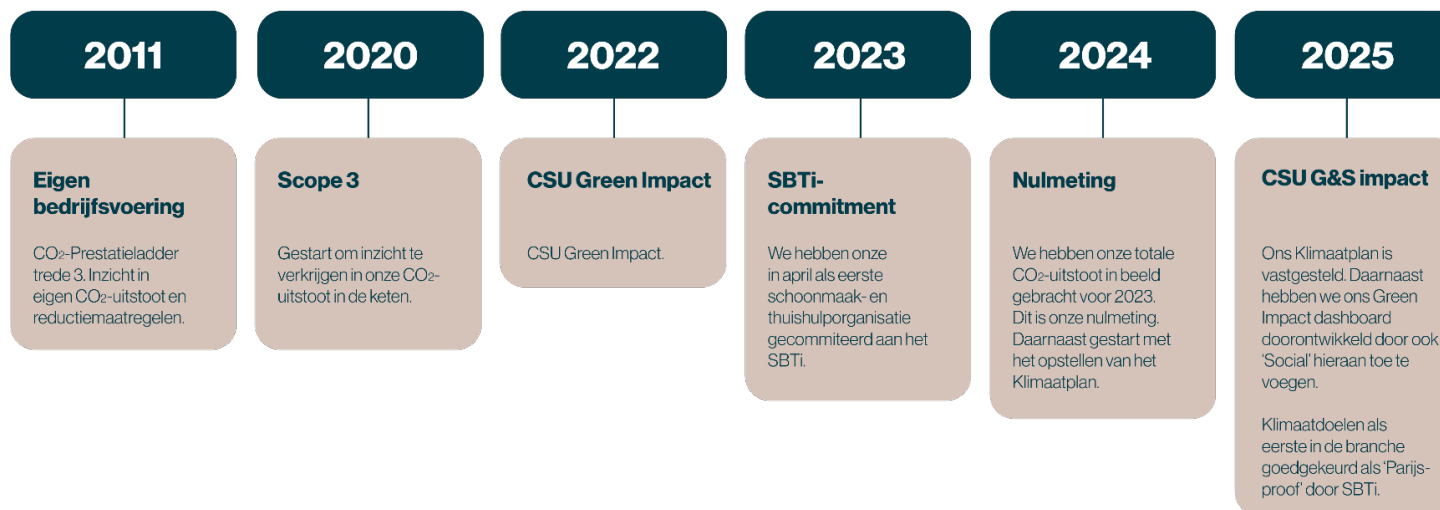 2011
Eigen
bedrijfsvoering
CO₂-Prestatieladder
trede 3. Inzicht in
eigen CO₂-uitstoot en
reductiemaatregelen.
2020
Scope 3
Gestart om inzicht te
verkrijgen in onze CO₂-
uitstoot in de keten.
2022
CSU Green Impact
CSU Green Impact.
2023
SBTi-
commitment
We hebben onze
in april als eerste
schoonmaak- en
thuishulporganisatie
gecommiteerd aan het
SBTi.
2024
Nulmeting
We hebben onze totale
CO₂-uitstoot in beeld
gebracht voor 2023.
Dit is onze nulmeting.
Daarnaast gestart met
het opstellen van het
Klimaatplan.
2025
CSU G&S impact
Ons Klimaatplan is
vastgesteld. Daarnaast
hebben we ons Green
Impact dashboard
doorontwikkeld door ook
‘Social’ hieraan toe te
voegen.
Klimaatdoelen als
eerste in de branche
goedgekeurd als ‘Parijs-
proof’ door SBTi.